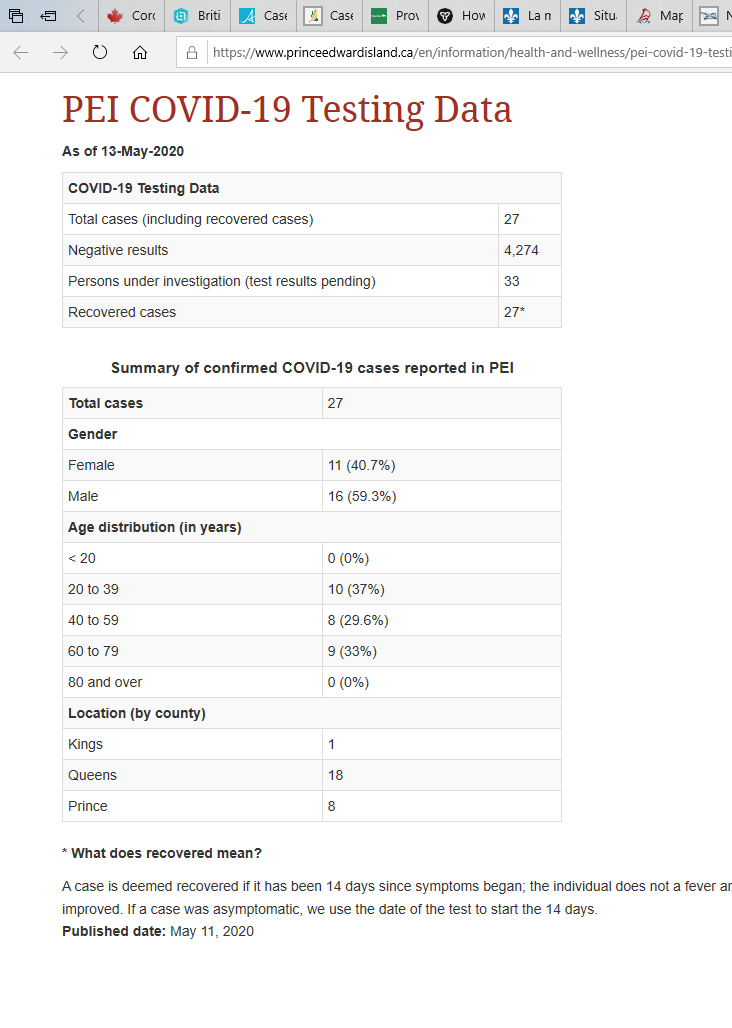 Coro
Briti
Case
Case
Prov
How
La m
Situ
Map
N
https://www.princeedwardisland.ca/en/information/health-and-wellness/pei-covid-19-testi
PEI COVID-19 Testing Data
As of 13-May-2020
COVID-19 Testing Data
Total cases (including recovered cases) 27
Negative results 4,274
Persons under investigation (test results pending) 33
Recovered cases 27*
Summary of confirmed COVID-19 cases reported in PEI
Total cases 27
Gender
Female 11 (40.7%)
Male 16 (59.3%)
Age distribution (in years)
< 20 0 (0%)
20 to 39 10 (37%)
40 to 59 8 (29.6%)
60 to 79 9 (33%)
80 and over 0 (0%)
Location (by county)
Kings 1
Queens 18
Prince 8
* What does recovered mean?
A case is deemed recovered if it has been 14 days since symptoms began; the individual does not a fever an
improved. If a case was asymptomatic, we use the date of the test to start the 14 days.
Published date: May 11, 2020